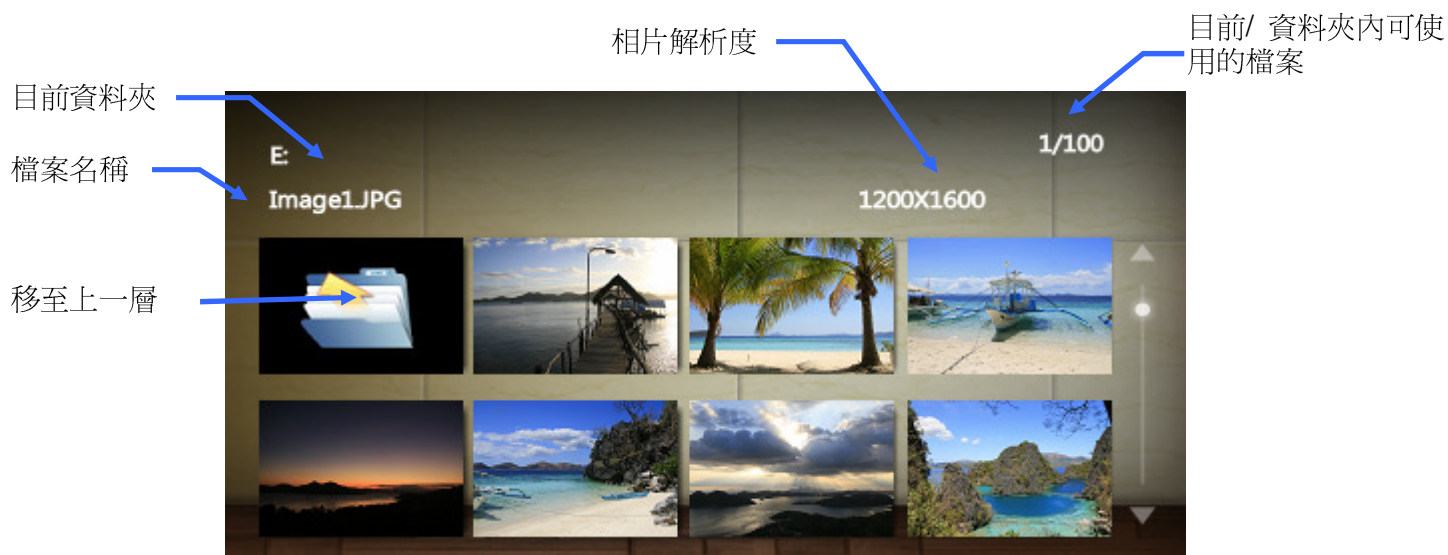 相片解析度
目前/ 資料夾內可使
用的檔案
目前資料夾
檔案名稱
移至上一層
E:
1/100
Image1.JPG
1200X1600